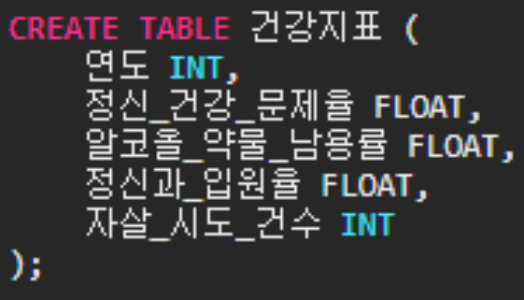 CREATE TABLE 건강지표 (
    연도 INT,
    정신_건강_문제율 FLOAT,
    알코올_약물_남용률 FLOAT,
    정신과_입원율 FLOAT,
    자살_시도_건수 INT
);